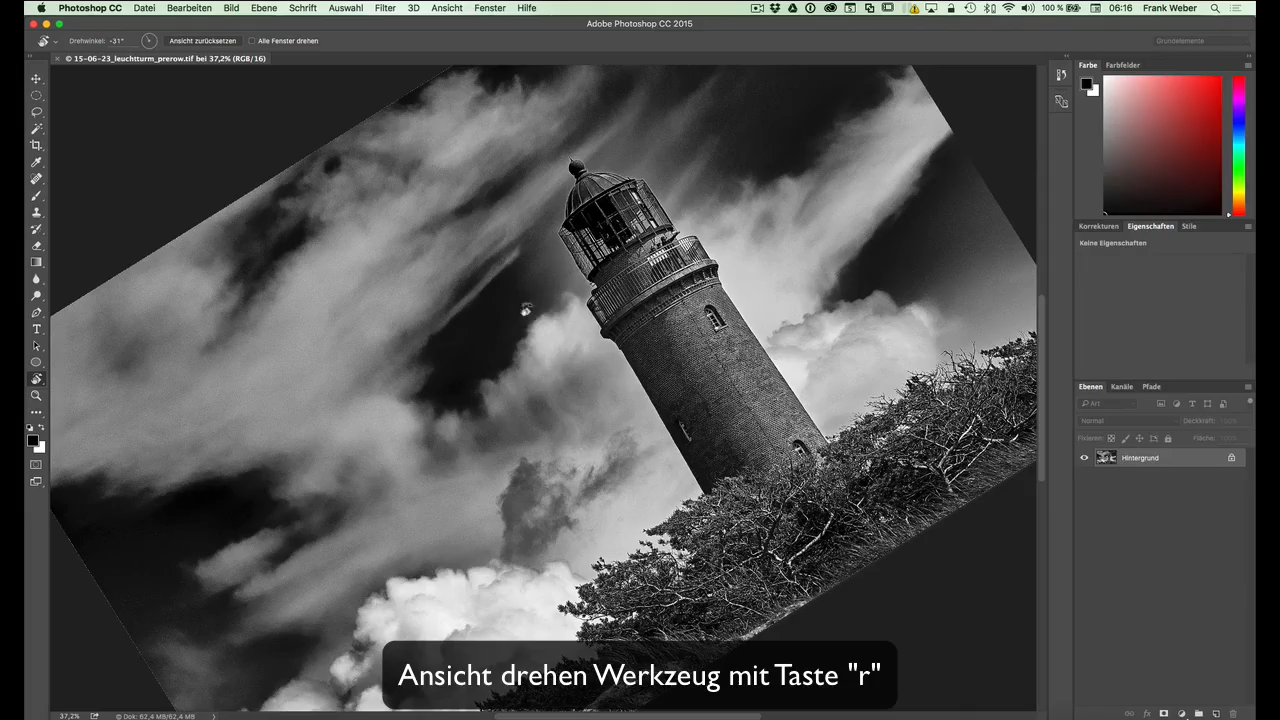 Photoshop CC Datei Bearbeiten Bild Ebene Schrift Auswahl Filter 3D Ansicht Fenster Hilfe 100 % 06:16 Frank Weber
Adobe Photoshop CC 2015
Drehwinkel: -31° Ansicht zurücksetzen Alle Fenster drehen Grundelemente
× © 15-06-23_leuchtturm_prerow.tif bei 37,2% (RGB/16)
Farbe Farbfelder
Korrekturen Eigenschaften Stile
Keine Eigenschaften
Ebenen Kanäle Pfade
Art
Normal Deckkraft: 100%
Fixieren: Fläche: 100%
Hintergrund
Ansicht drehen Werkzeug mit Taste "r"
37,2% Dok: 62,4 MB/62,4 MB